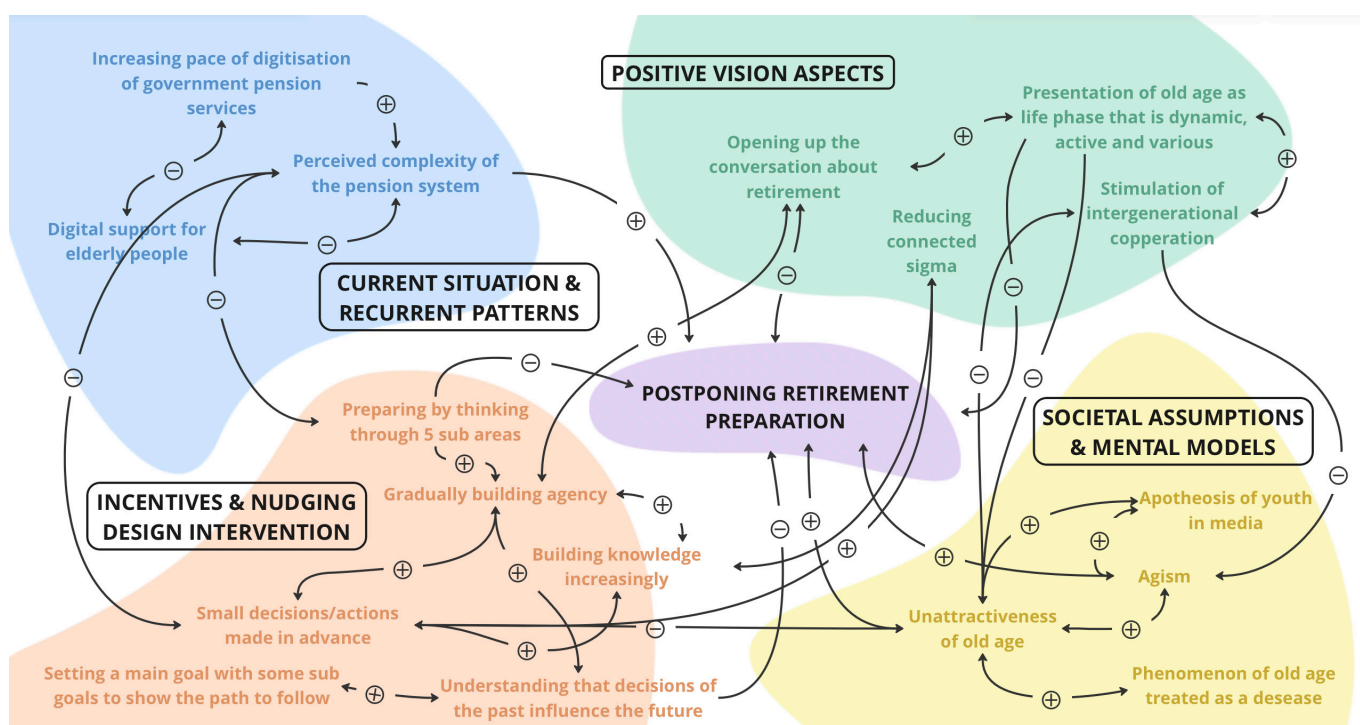 Increasing pace of digitisation
of government pension
services
Perceived complexity of
the pension system
Digital support for
elderly people
CURRENT SITUATION &
RECURRENT PATTERNS
POSITIVE VISION ASPECTS
Presentation of old age as
life phase that is dynamic,
active and various
Opening up the
conversation about
retirement
Stimulation of
intergenerational
copperation
Reducing
connected
sigma
POSTPONING RETIREMENT
PREPARATION
INCENTIVES & NUDGING
DESIGN INTERVENTION
Preparing by thinking
through 5 sub areas
Gradually building agency
Building knowledge
increasingly
Small decisions/actions
made in advance
Setting a main goal with some sub
goals to show the path to follow
Understanding that decisions of
the past influence the future
SOCIETAL ASSUMPTIONS
& MENTAL MODELS
Apotheosis of youth
in media
Agism
Unattractiveness
of old age
Phenomenon of old age
treated as a desease